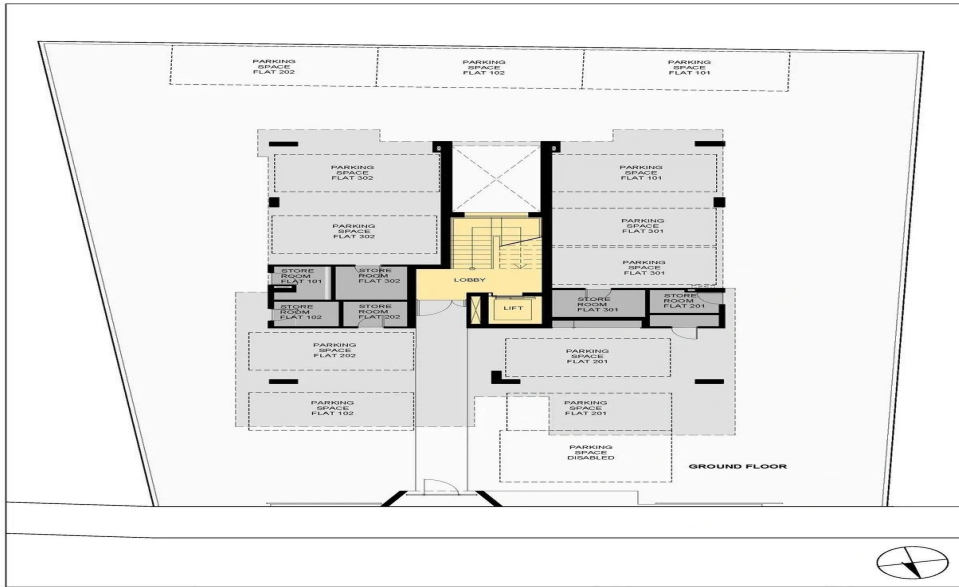 PARKING
SPACE
FLAT 202
PARKING
SPACE
FLAT 102
PARKING
SPACE
FLAT 101
PARKING
SPACE
FLAT 302
PARKING
SPACE
FLAT 101
PARKING
SPACE
FLAT 302
PARKING
SPACE
FLAT 301
PARKING
SPACE
FLAT 301
STORE
ROOM
FLAT 101
STORE
ROOM
FLAT 302
LOBBY
STORE
ROOM
FLAT 102
STORE
ROOM
FLAT 202
LIFT
STORE
ROOM
FLAT 301
STORE
ROOM
FLAT 201
PARKING
SPACE
FLAT 202
PARKING
SPACE
FLAT 201
PARKING
SPACE
FLAT 102
PARKING
SPACE
FLAT 201
PARKING
SPACE
DISABLED
GROUND FLOOR